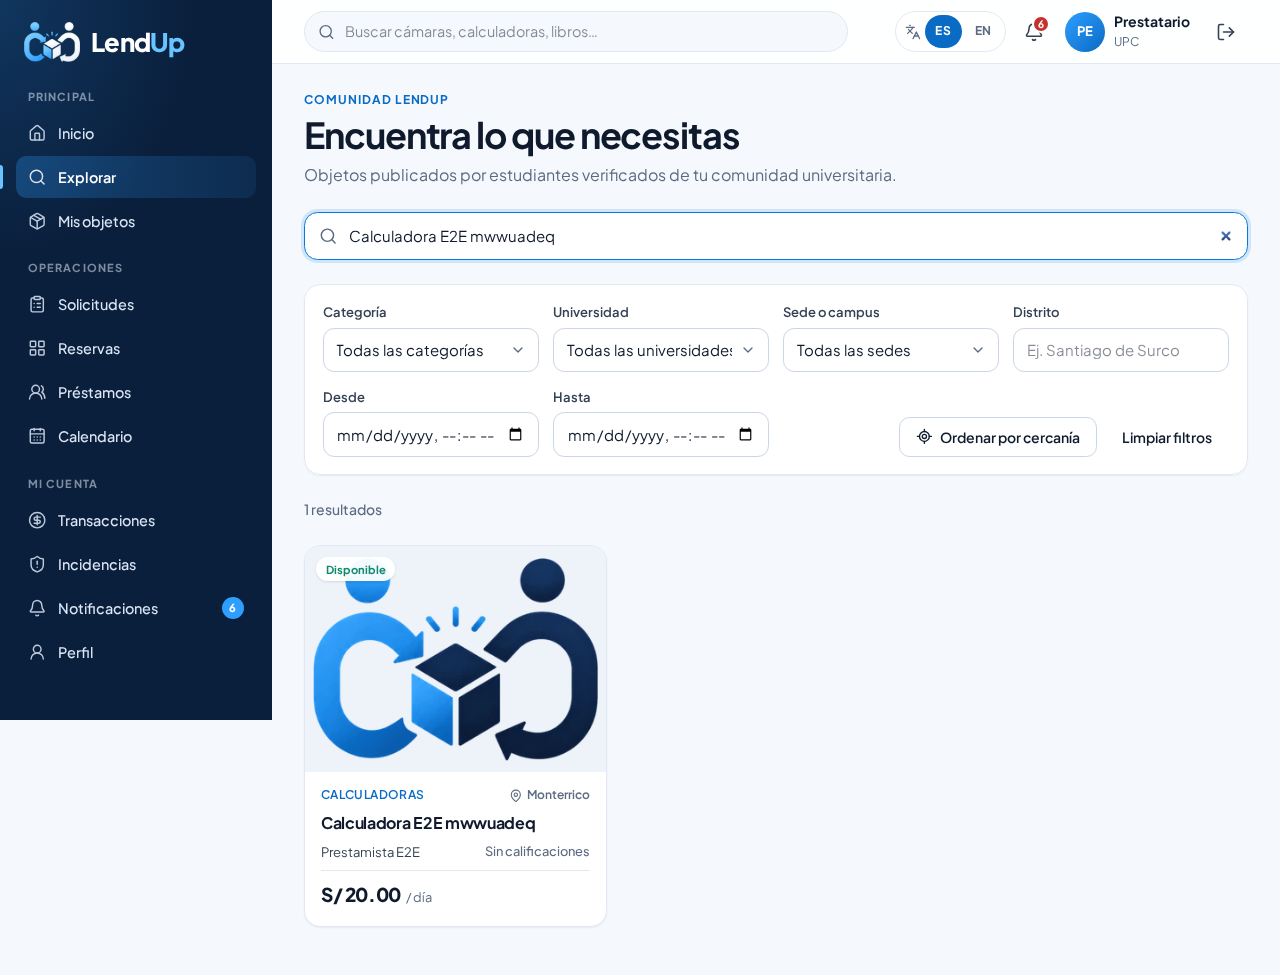 LendUp
PRINCIPAL
Inicio
Explorar
Mis objetos
OPERACIONES
Solicitudes
Reservas
Préstamos
Calendario
MI CUENTA
Transacciones
Incidencias
Notificaciones 6
Perfil
Buscar cámaras, calculadoras, libros...
ES EN
6
PE
Prestatario
UPC
COMUNIDAD LENDUP
Encuentra lo que necesitas
Objetos publicados por estudiantes verificados de tu comunidad universitaria.
Calculadora E2E mwwuadeq
Categoría Universidad Sede o campus Distrito
Todas las categorías Todas las universidades Todas las sedes Ej. Santiago de Surco
Desde Hasta
mm/dd/yyyy, --:-- -- mm/dd/yyyy, --:-- -- Ordenar por cercanía Limpiar filtros
1 resultados
Disponible
CALCULADORAS Monterrico
Calculadora E2E mwwuadeq
Prestamista E2E Sin calificaciones
S/ 20.00 / día